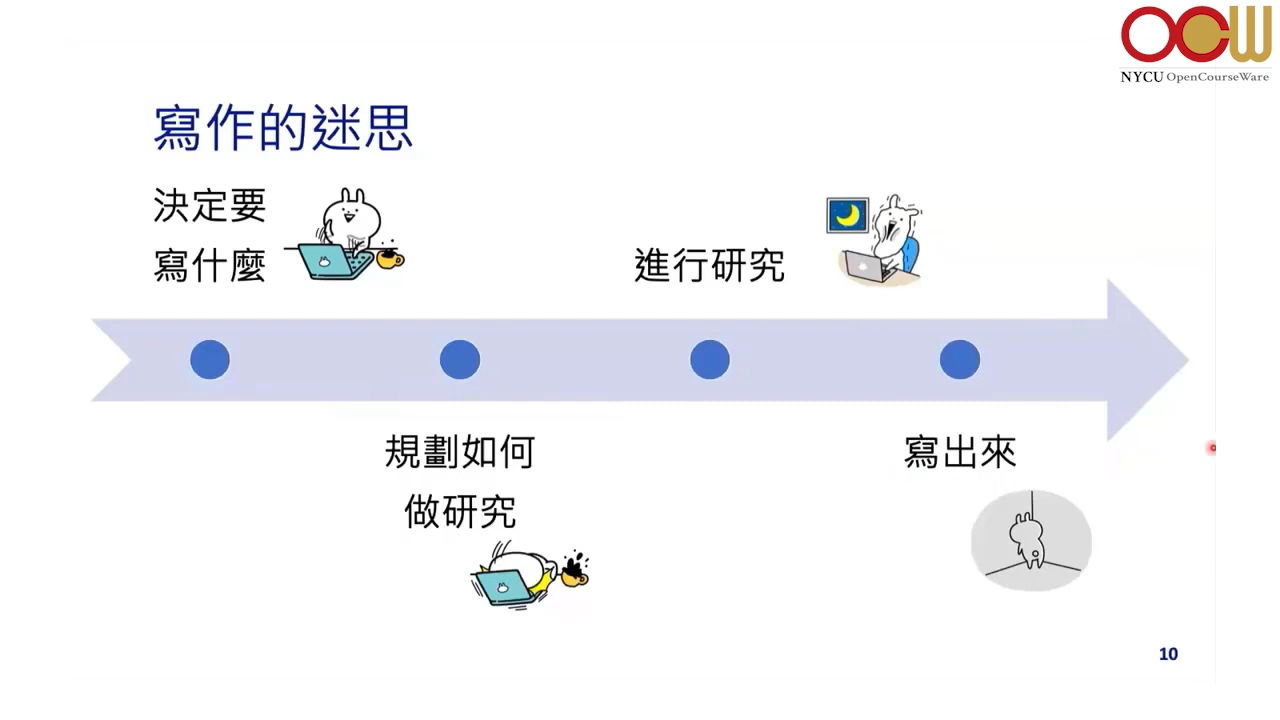 OCW
NYCU OpenCourseWare
寫作的迷思
決定要
寫什麼
進行研究
規劃如何
做研究
寫出來
10